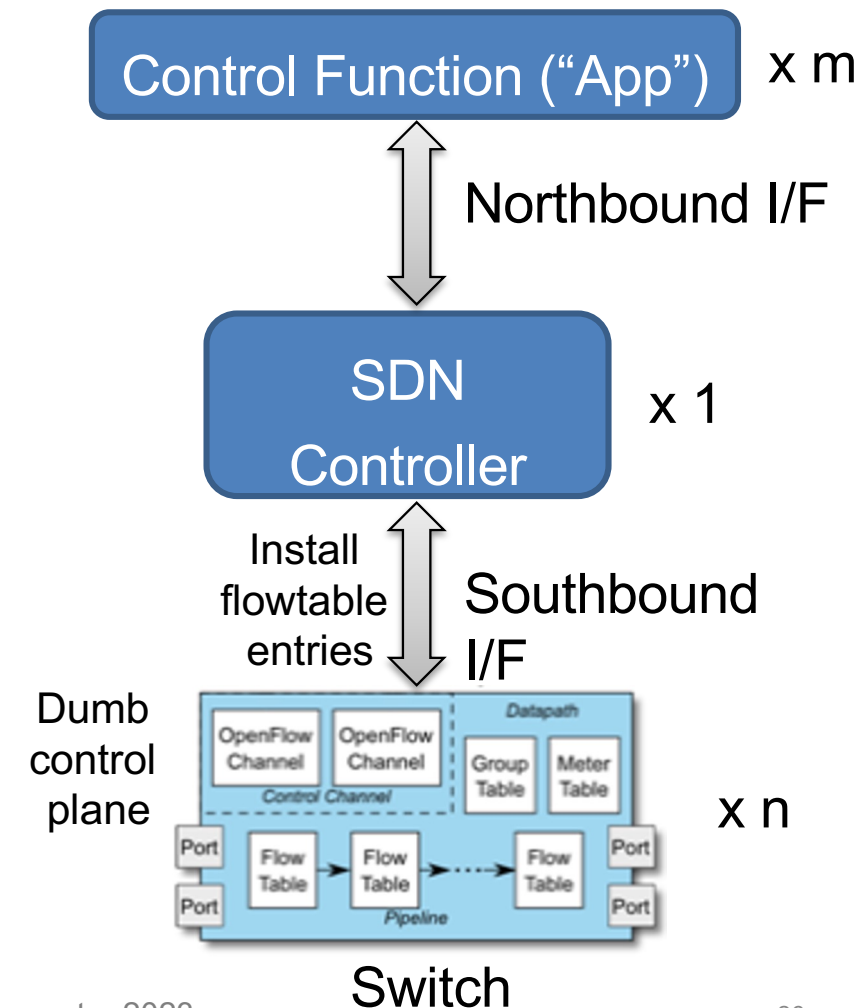 Control Function (“App”)
x m
Northbound I/F
SDN
Controller
x 1
Install
flowtable
entries
Southbound
I/F
Dumb
control
plane
OpenFlow
Channel
OpenFlow
Channel
Control Channel
Datapath
Group
Table
Meter
Table
x n
Port
Port
Flow
Table
Flow
Table
Flow
Table
Pipeline
Port
Port
Switch